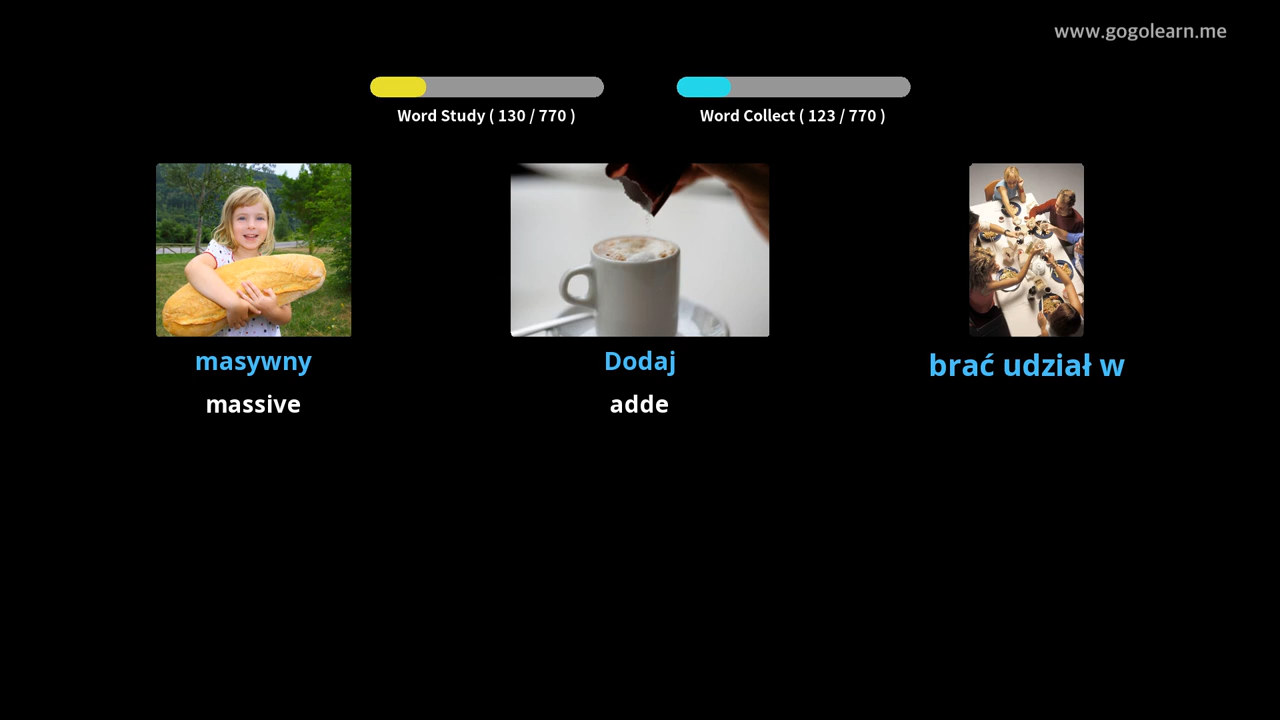 www.gogolearn.me
Word Study ( 130 / 770 )
Word Collect ( 123 / 770 )
masywny
massive
Dodaj
adde
brać udział w